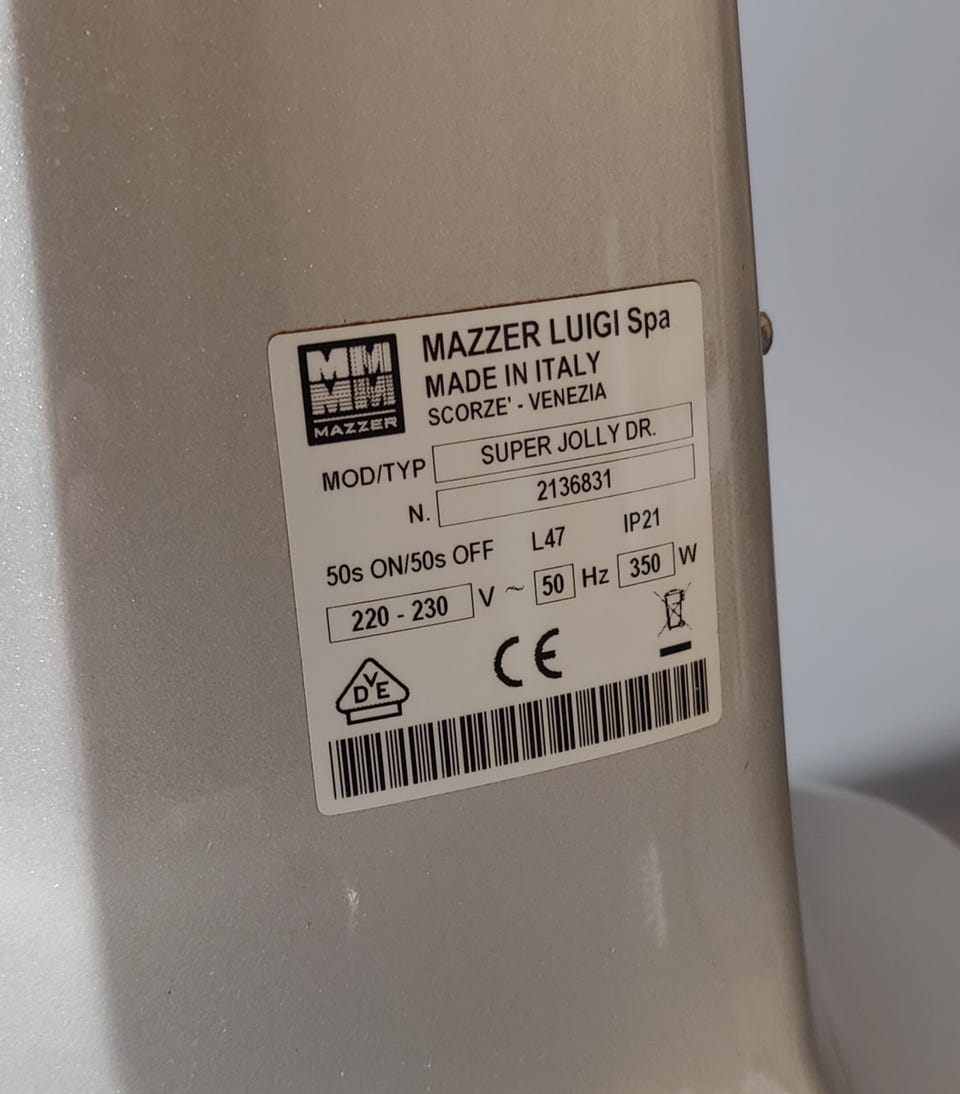 MM
MM
MAZZER
MAZZER LUIGI Spa
MADE IN ITALY
SCORZE' - VENEZIA
MOD/TYP SUPER JOLLY DR.
N. 2136831
50s ON/50s OFF L47 IP21
220 - 230 V ~ 50 Hz 350 W
DVE CE